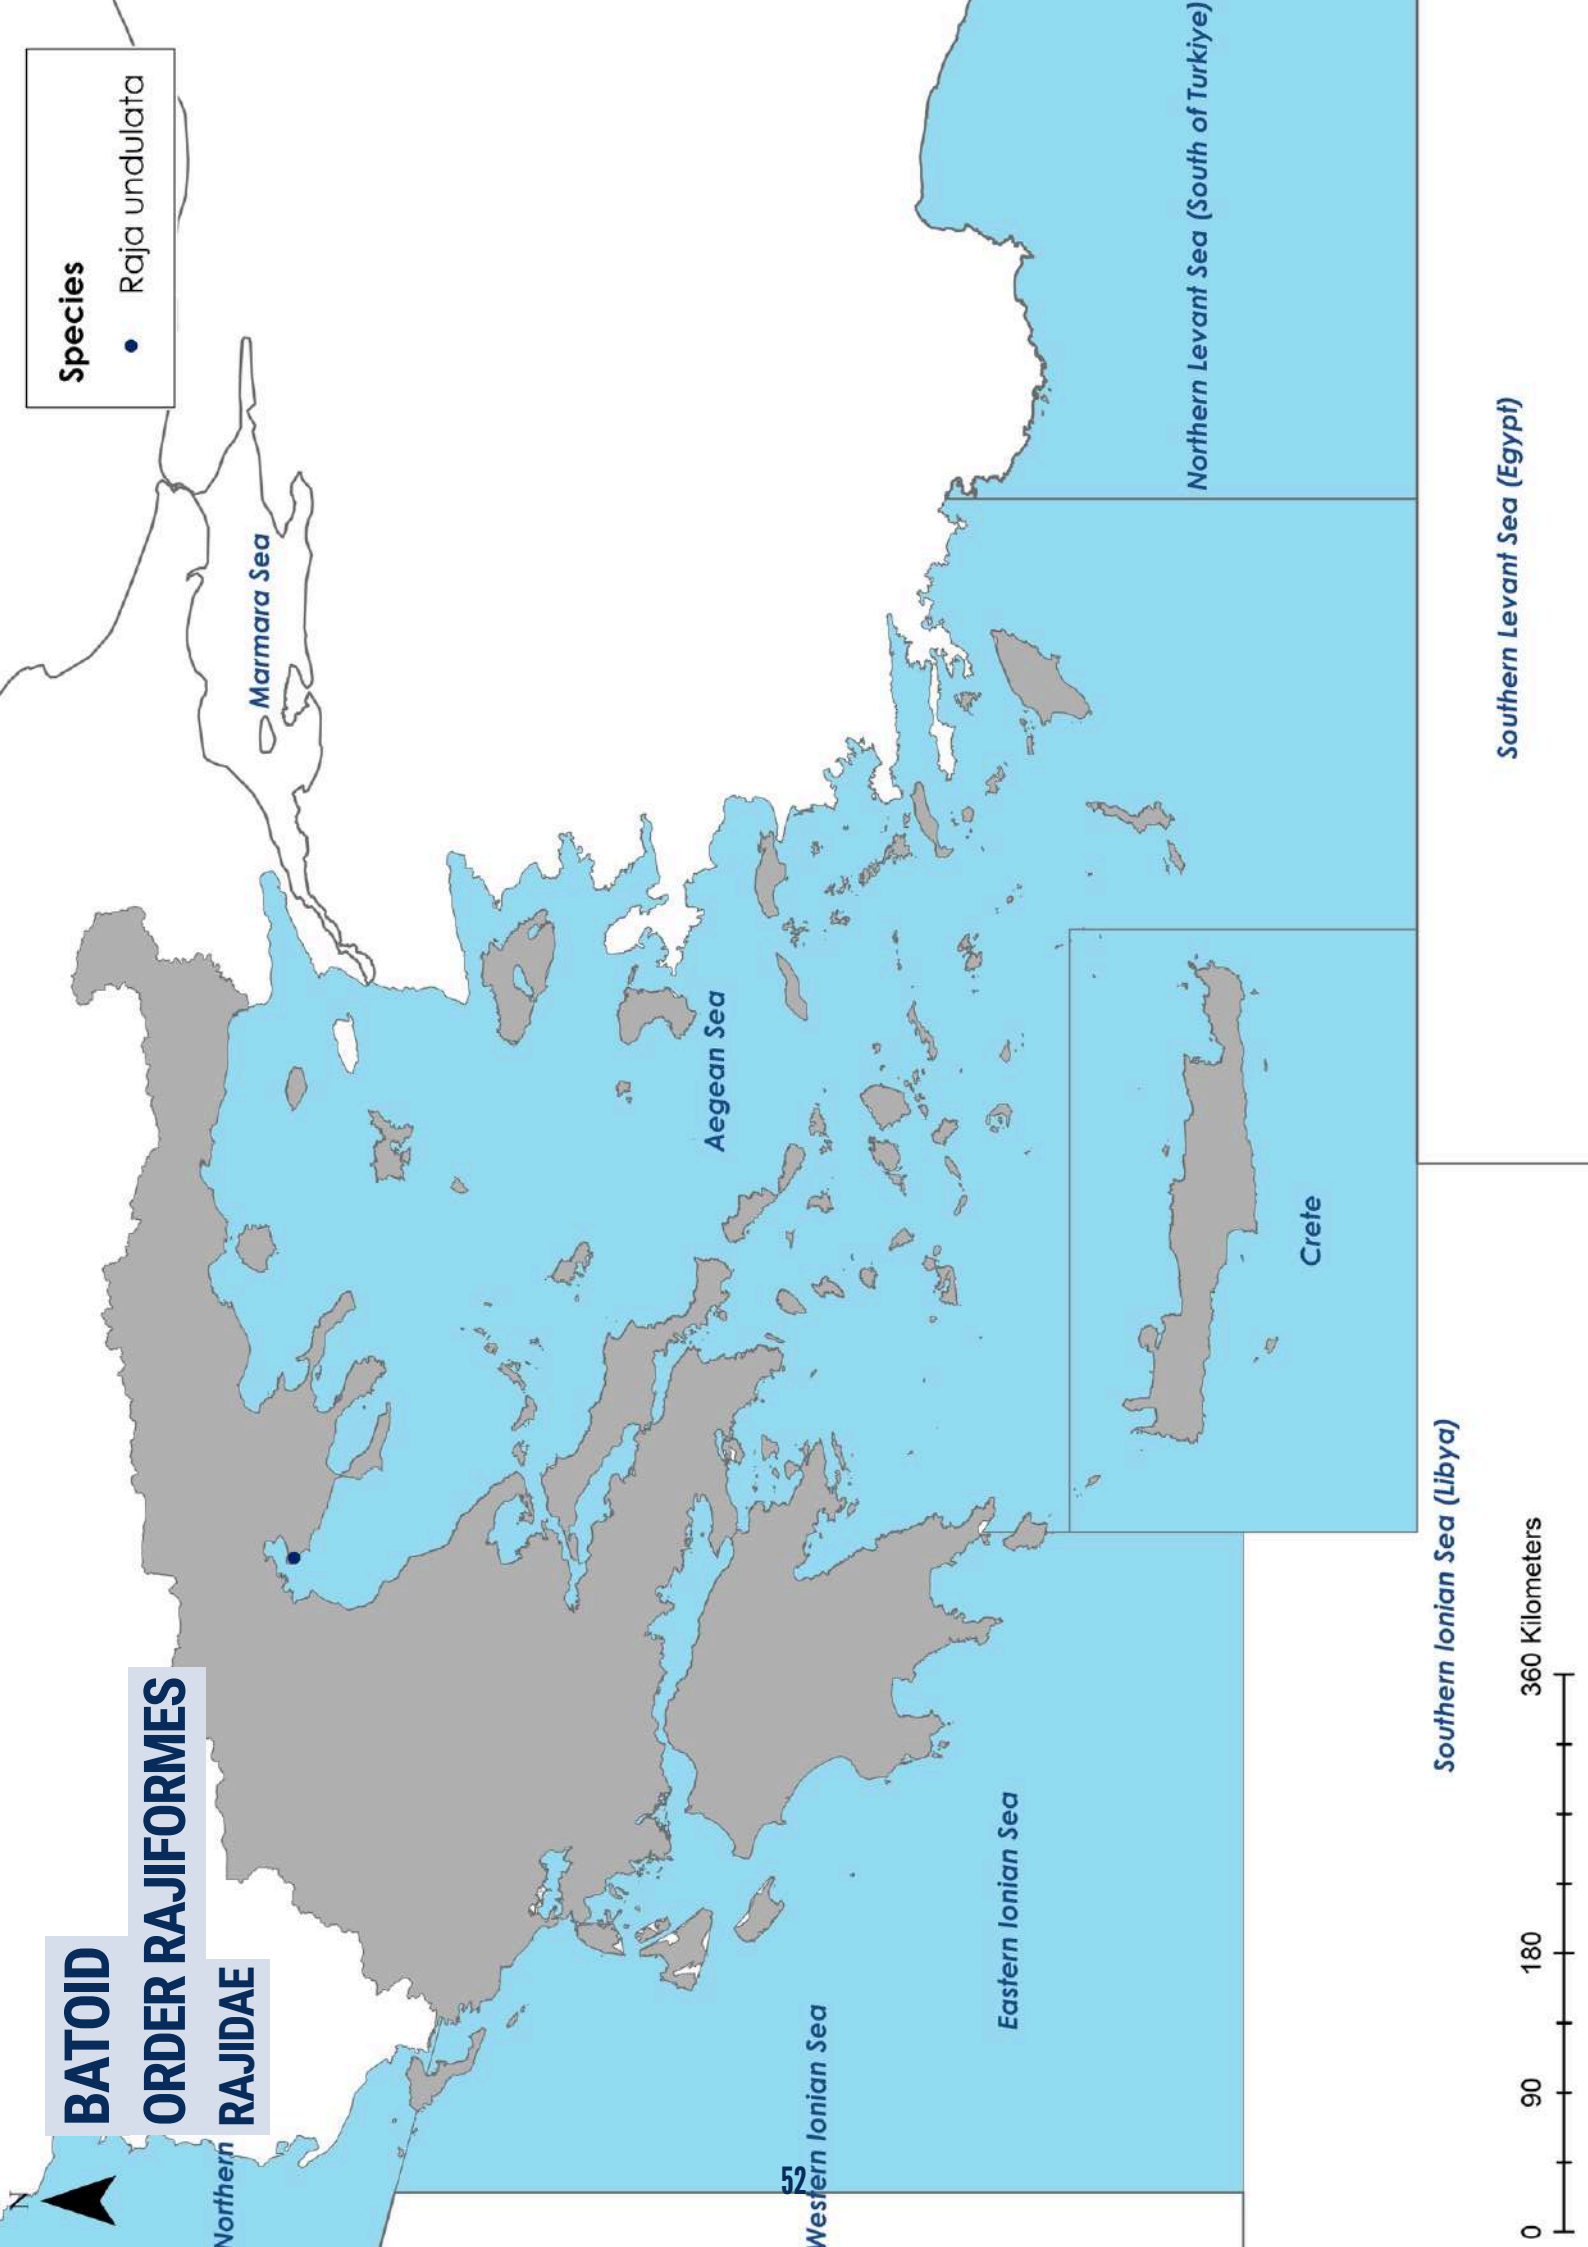 BATOID
ORDER RAJIFORMES
RAJIDAE
N
Species
Raja undulata
Northern
Marmara Sea
Aegean Sea
Western Ionian Sea
Eastern Ionian Sea
Crete
Northern Levant Sea (South of Turkiye)
Southern Ionian Sea (Libya)
Southern Levant Sea (Egypt)
0 90 180 360 Kilometers
52